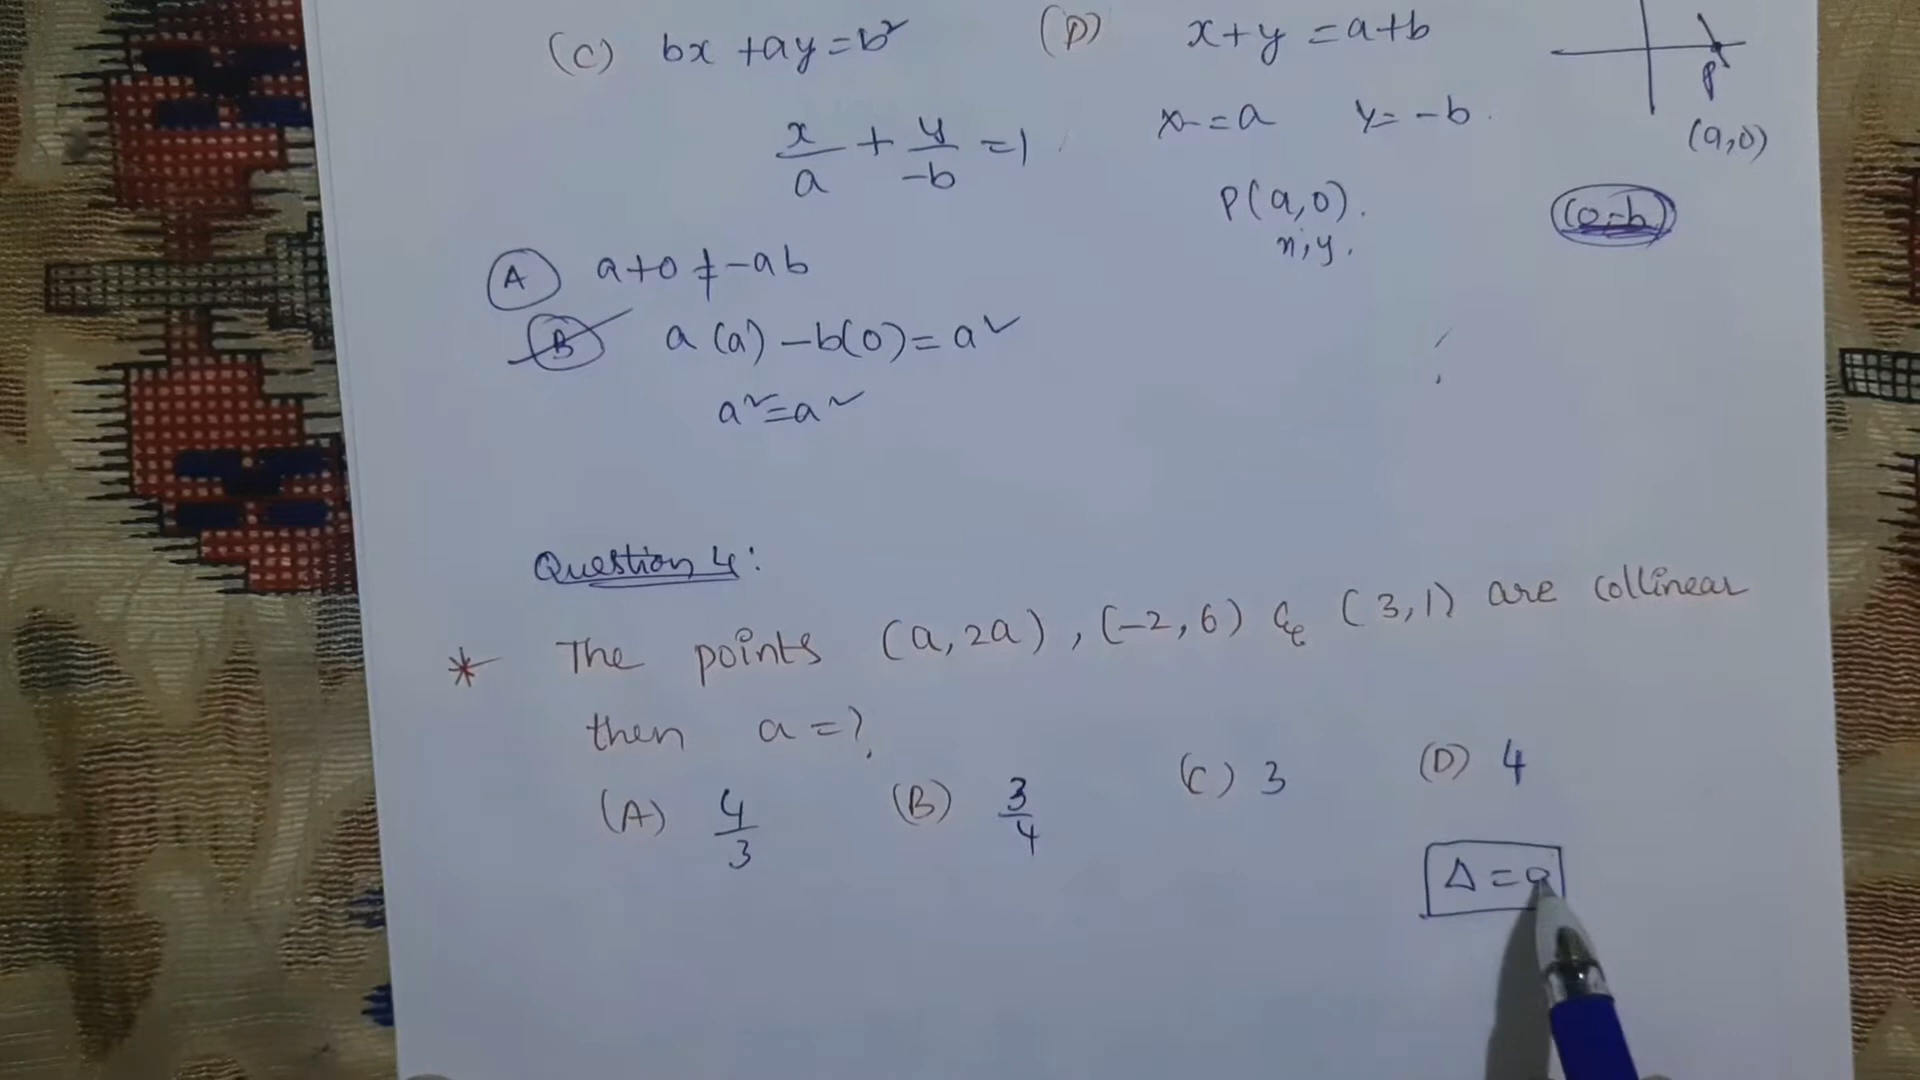 (C) bx + ay = b² (D) x + y = a + b
x/a + y/-b = 1 x = a y = -b
P
(a, 0)
P(a, 0).
x, y.
(0, -b)
(A) a + 0 ≠ -ab
(B) a(a) - b(0) = a²
a² = a²
Question 4:
* The points (a, 2a), (-2, 6) & (3, 1) are collinear
then a = ?
(A) 4/3 (B) 3/4 (C) 3 (D) 4
Δ = 0